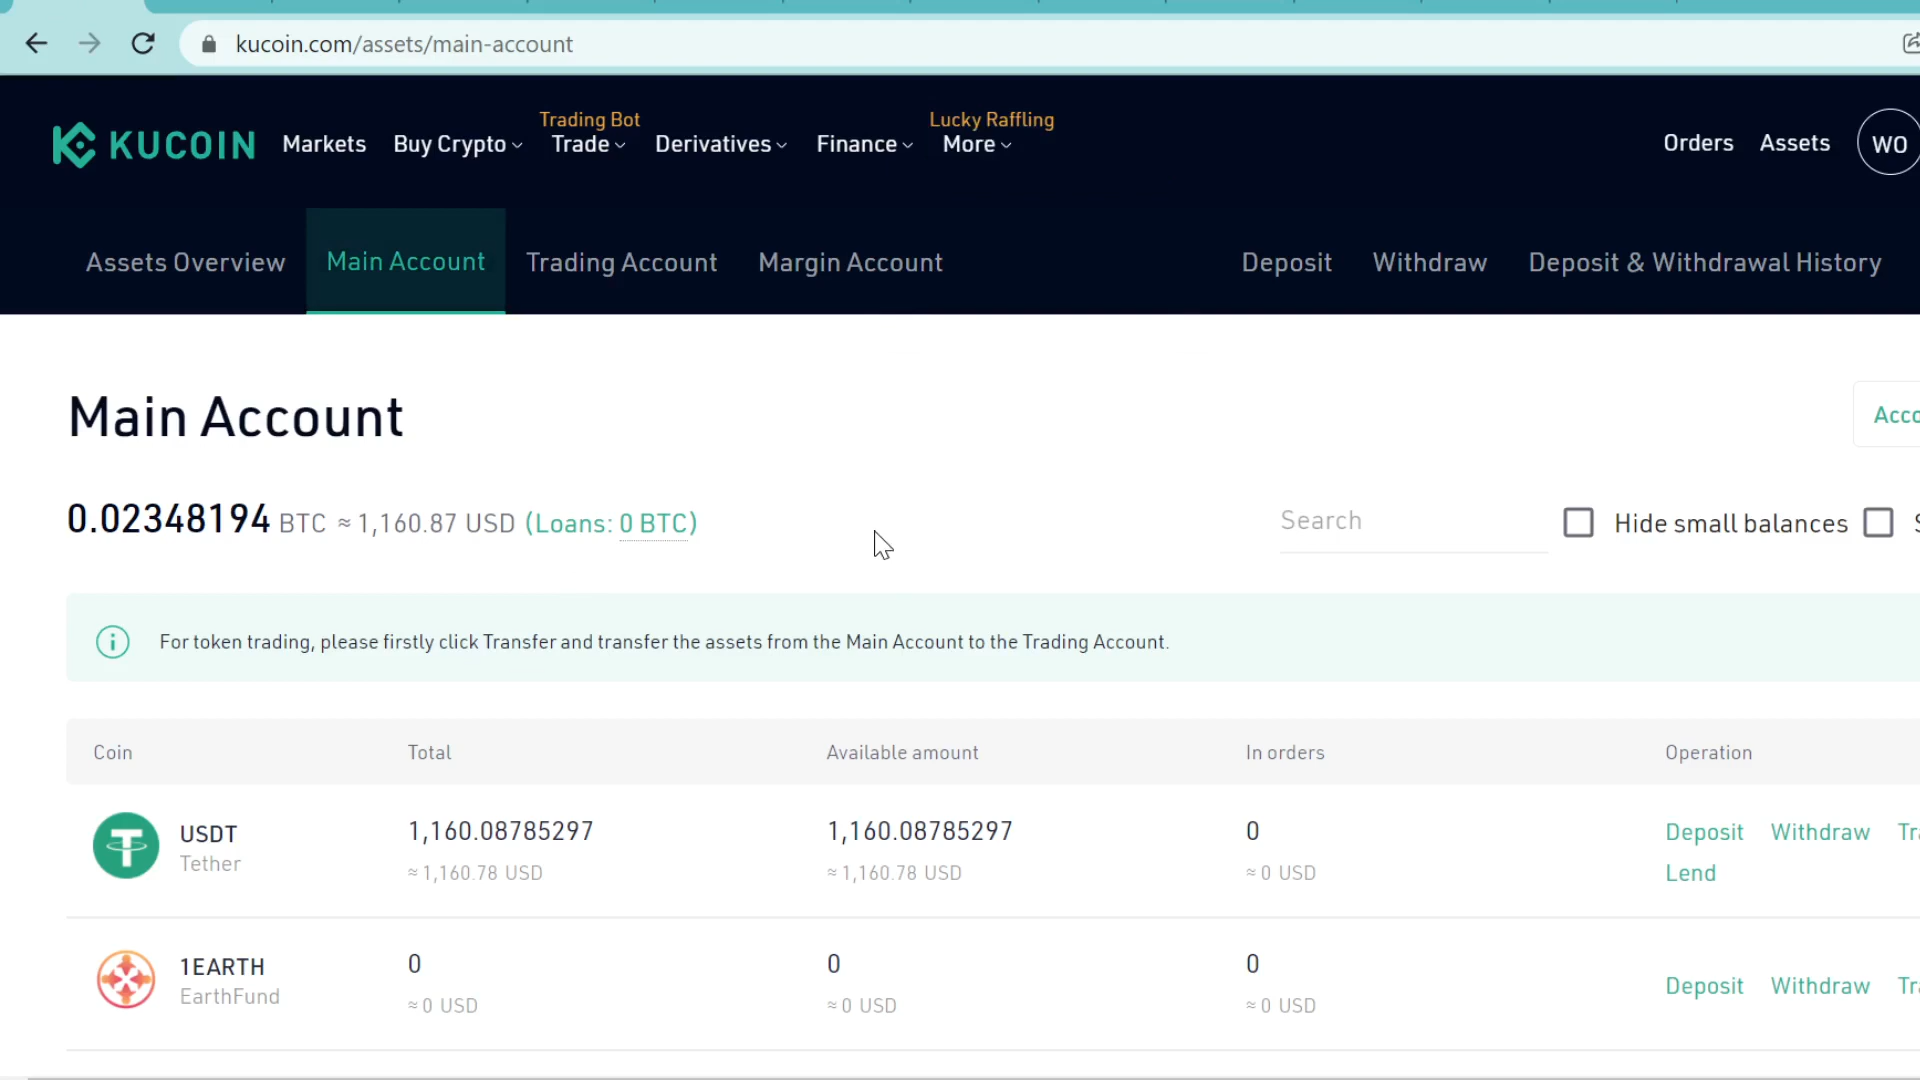 kucoin.com/assets/main-account
Trading Bot Lucky Raffling
KUCOIN Markets Buy Crypto Trade Derivatives Finance More Orders Assets WO
Assets Overview Main Account Trading Account Margin Account Deposit Withdraw Deposit & Withdrawal History
Main Account
0.02348194 BTC ≈ 1,160.87 USD (Loans: 0 BTC) Search Hide small balances
For token trading, please firstly click Transfer and transfer the assets from the Main Account to the Trading Account.
Coin Total Available amount In orders Operation
USDT 1,160.08785297 1,160.08785297 0 Deposit Withdraw
Tether ≈ 1,160.78 USD ≈ 1,160.78 USD ≈ 0 USD Lend
1EARTH 0 0 0 Deposit Withdraw
EarthFund ≈ 0 USD ≈ 0 USD ≈ 0 USD